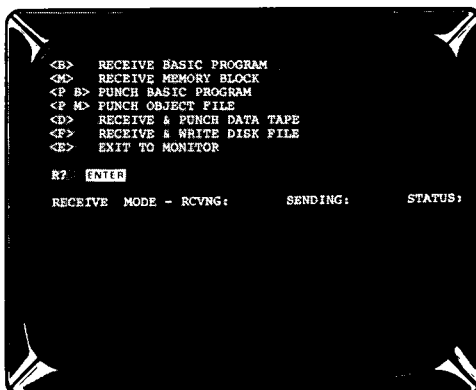 <B> RECEIVE BASIC PROGRAM
<M> RECEIVE MEMORY BLOCK
<P B> PUNCH BASIC PROGRAM
<P M> PUNCH OBJECT FILE
<D> RECEIVE & PUNCH DATA TAPE
<F> RECEIVE & WRITE DISK FILE
<E> EXIT TO MONITOR
R? ENTER
RECEIVE MODE - RCVNG: SENDING: STATUS: